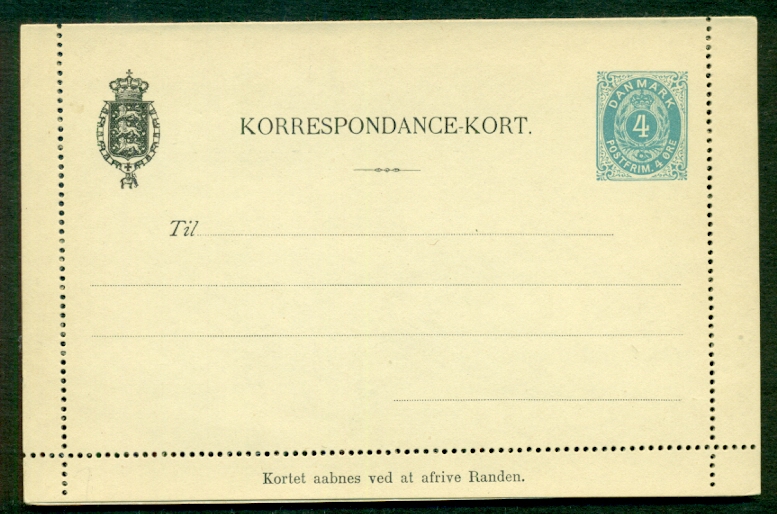 DANMARK
4
POSTFRIM. 4 ØRE
KORRESPONDANCE-KORT.
Til
Kortet aabnes ved at afrive Randen.